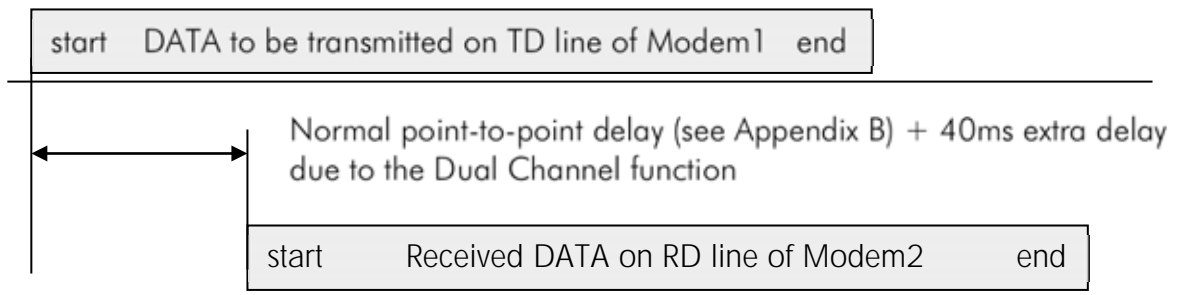 start DATA to be transmitted on TD line of Modem1 end
Normal point-to-point delay (see Appendix B) + 40ms extra delay
due to the Dual Channel function
start Received DATA on RD line of Modem2 end